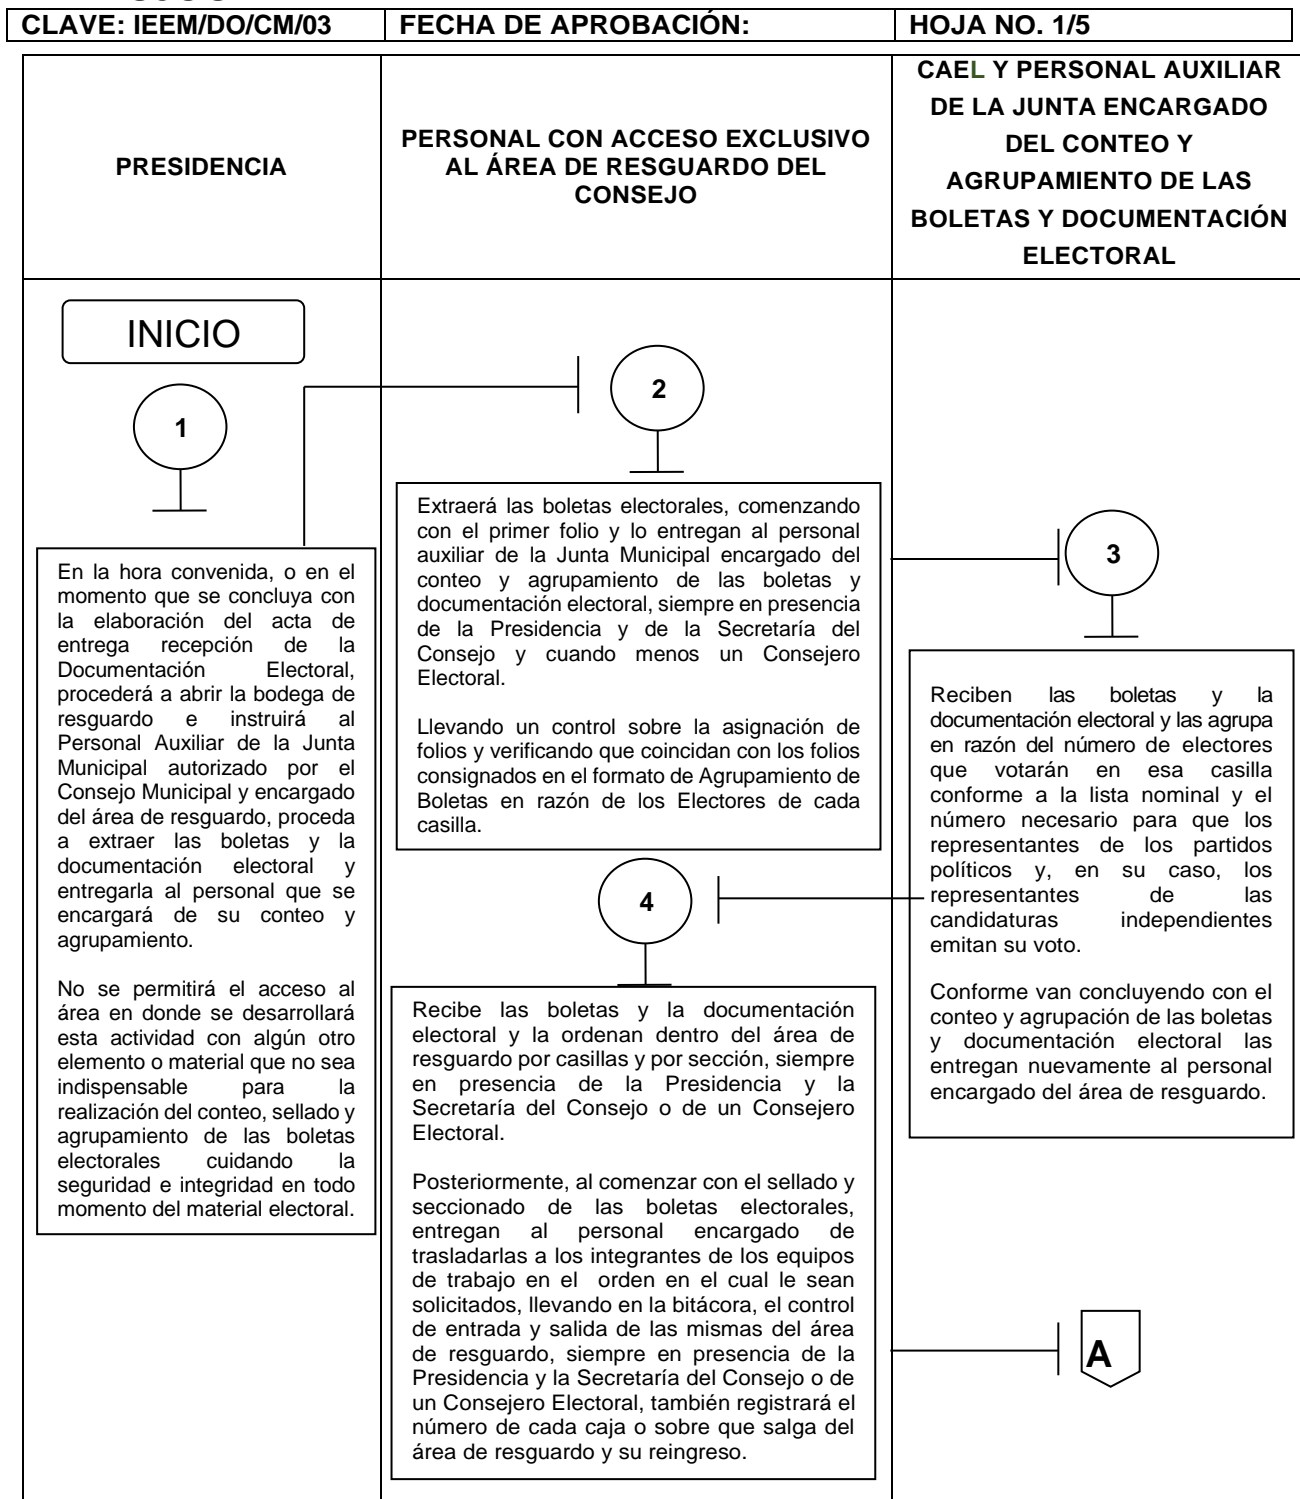 CLAVE: IEEM/DO/CM/03 FECHA DE APROBACIÓN: HOJA NO. 1/5
PRESIDENCIA
PERSONAL CON ACCESO EXCLUSIVO
AL ÁREA DE RESGUARDO DEL
CONSEJO
CAEL Y PERSONAL AUXILIAR
DE LA JUNTA ENCARGADO
DEL CONTEO Y
AGRUPAMIENTO DE LAS
BOLETAS Y DOCUMENTACIÓN
ELECTORAL
INICIO
1
En la hora convenida, o en el
momento que se concluya con
la elaboración del acta de
entrega recepción de la
Documentación Electoral,
procederá a abrir la bodega de
resguardo e instruirá al
Personal Auxiliar de la Junta
Municipal autorizado por el
Consejo Municipal y encargado
del área de resguardo, proceda
a extraer las boletas y la
documentación electoral y
entregarla al personal que se
encargará de su conteo y
agrupamiento.
No se permitirá el acceso al
área en donde se desarrollará
esta actividad con algún otro
elemento o material que no sea
indispensable para la
realización del conteo, sellado y
agrupamiento de las boletas
electorales cuidando la
seguridad e integridad en todo
momento del material electoral.
2
Extraerá las boletas electorales, comenzando
con el primer folio y lo entregan al personal
auxiliar de la Junta Municipal encargado del
conteo y agrupamiento de las boletas y
documentación electoral, siempre en presencia
de la Presidencia y de la Secretaría del
Consejo y cuando menos un Consejero
Electoral.
Llevando un control sobre la asignación de
folios y verificando que coincidan con los folios
consignados en el formato de Agrupamiento de
Boletas en razón de los Electores de cada
casilla.
3
Reciben las boletas y la
documentación electoral y las agrupa
en razón del número de electores
que votarán en esa casilla
conforme a la lista nominal y el
número necesario para que los
representantes de los partidos
políticos y, en su caso, los
representantes de las
candidaturas independientes
emitan su voto.
Conforme van concluyendo con el
conteo y agrupación de las boletas
y documentación electoral las
entregan nuevamente al personal
encargado del área de resguardo.
4
Recibe las boletas y la documentación
electoral y la ordenan dentro del área de
resguardo por casillas y por sección, siempre
en presencia de la Presidencia y la
Secretaría del Consejo o de un Consejero
Electoral.
Posteriormente, al comenzar con el sellado y
seccionado de las boletas electorales,
entregan al personal encargado de
trasladarlas a los integrantes de los equipos
de trabajo en el orden en el cual le sean
solicitados, llevando en la bitácora, el control
de entrada y salida de las mismas del área
de resguardo, siempre en presencia de la
Presidencia y la Secretaría del Consejo o de
un Consejero Electoral, también registrará el
número de cada caja o sobre que salga del
área de resguardo y su reingreso.
A